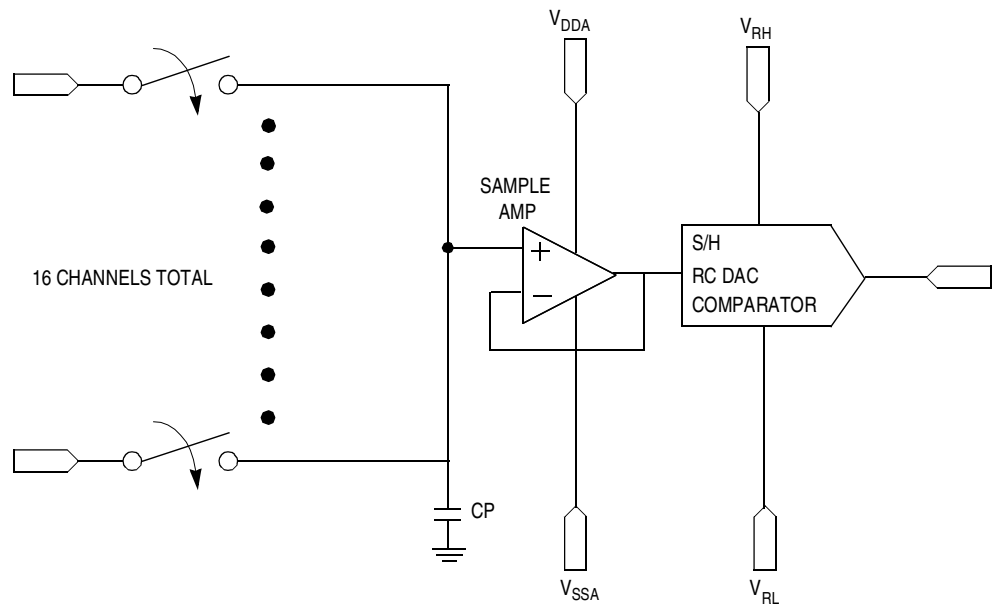 V_DDA
V_RH
SAMPLE
AMP
+
−
S/H
RC DAC
COMPARATOR
16 CHANNELS TOTAL
CP
V_SSA
V_RL